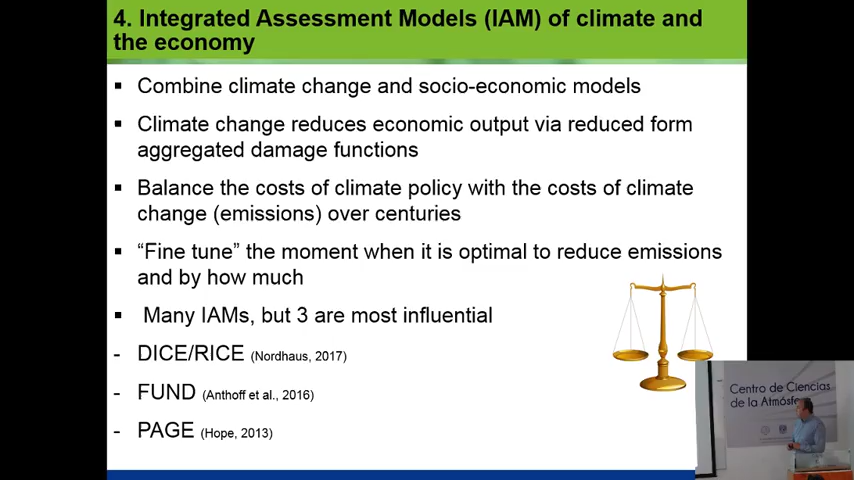 4. Integrated Assessment Models (IAM) of climate and
the economy
▪ Combine climate change and socio-economic models
▪ Climate change reduces economic output via reduced form
aggregated damage functions
▪ Balance the costs of climate policy with the costs of climate
change (emissions) over centuries
▪ “Fine tune” the moment when it is optimal to reduce emissions
and by how much
▪ Many IAMs, but 3 are most influential
- DICE/RICE (Nordhaus, 2017)
- FUND (Anthoff et al., 2016)
- PAGE (Hope, 2013)
Centro de Ciencias
de la Atmósfe